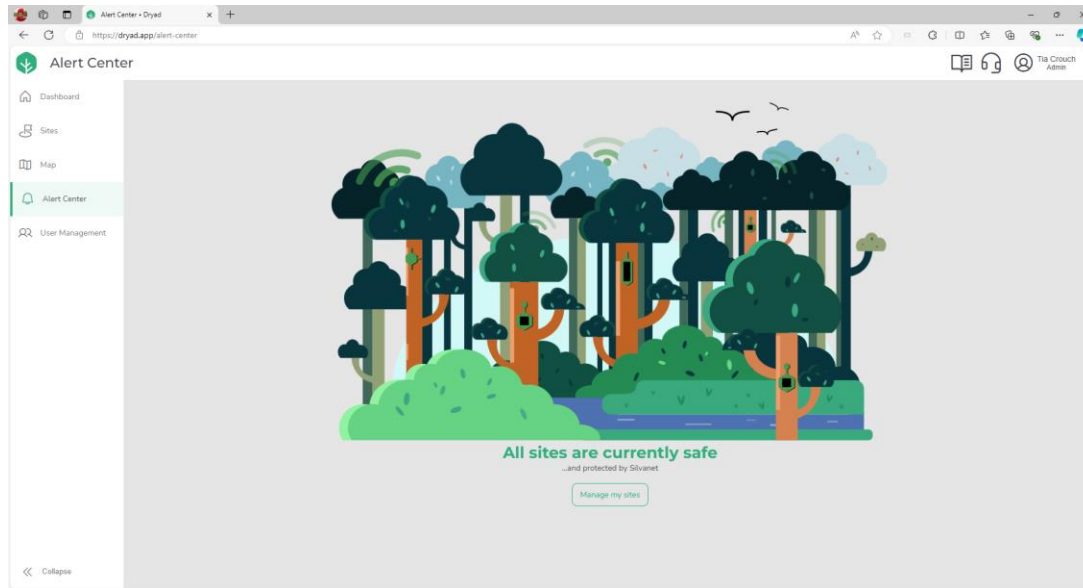 Alert Center • Dryad
https://dryad.app/alert-center
Alert Center
Tia Crouch
Admin
Dashboard
Sites
Map
Alert Center
User Management
All sites are currently safe
...and protected by Silvanet
Manage my sites
Collapse